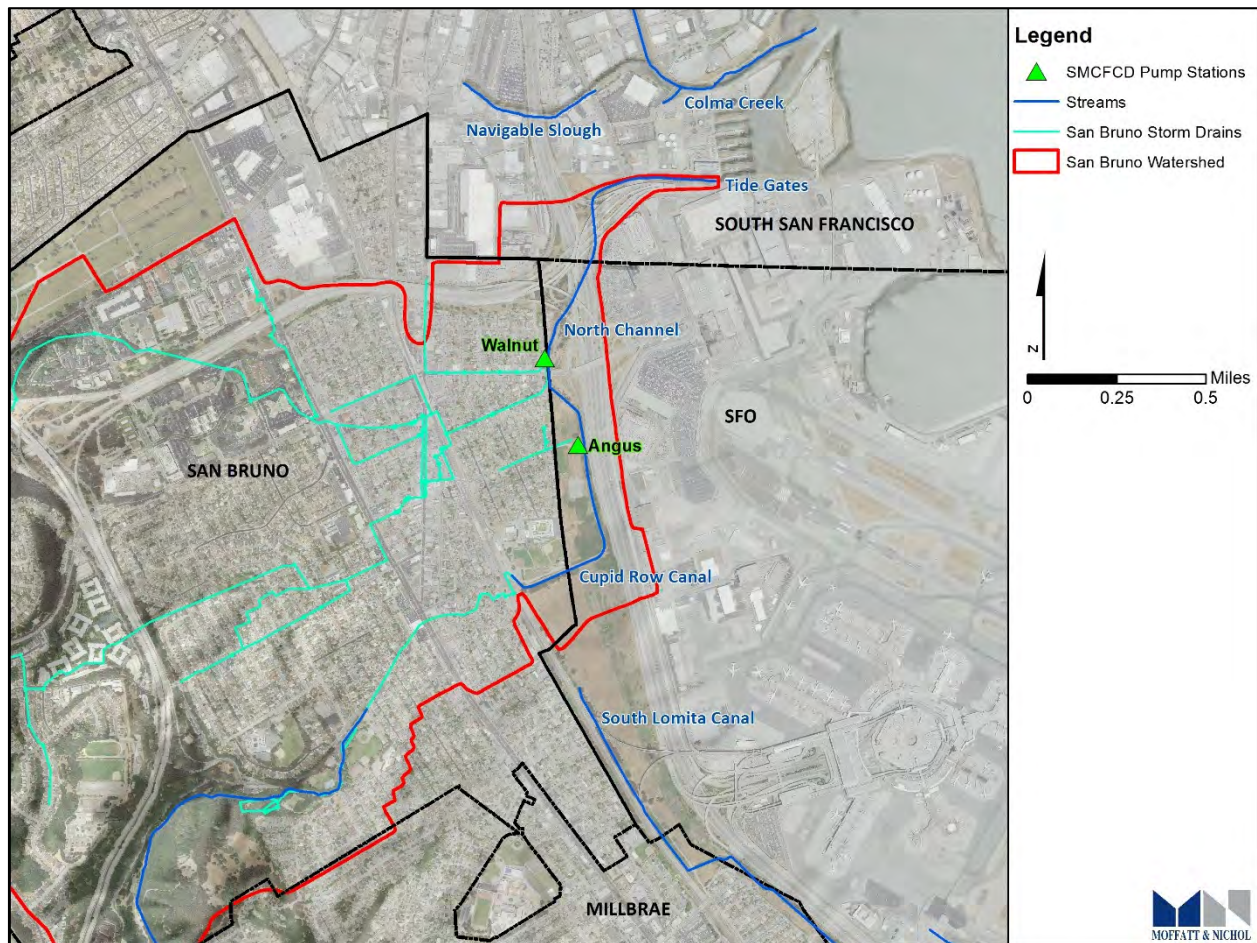 Colma Creek
Navigable Slough
Tide Gates
SOUTH SAN FRANCISCO
North Channel
Walnut
SFO
Angus
SAN BRUNO
Cupid Row Canal
South Lomita Canal
MILLBRAE
Legend
SMCFCD Pump Stations
Streams
San Bruno Storm Drains
San Bruno Watershed
N
Miles
0 0.25 0.5
MOFFATT & NICHOL